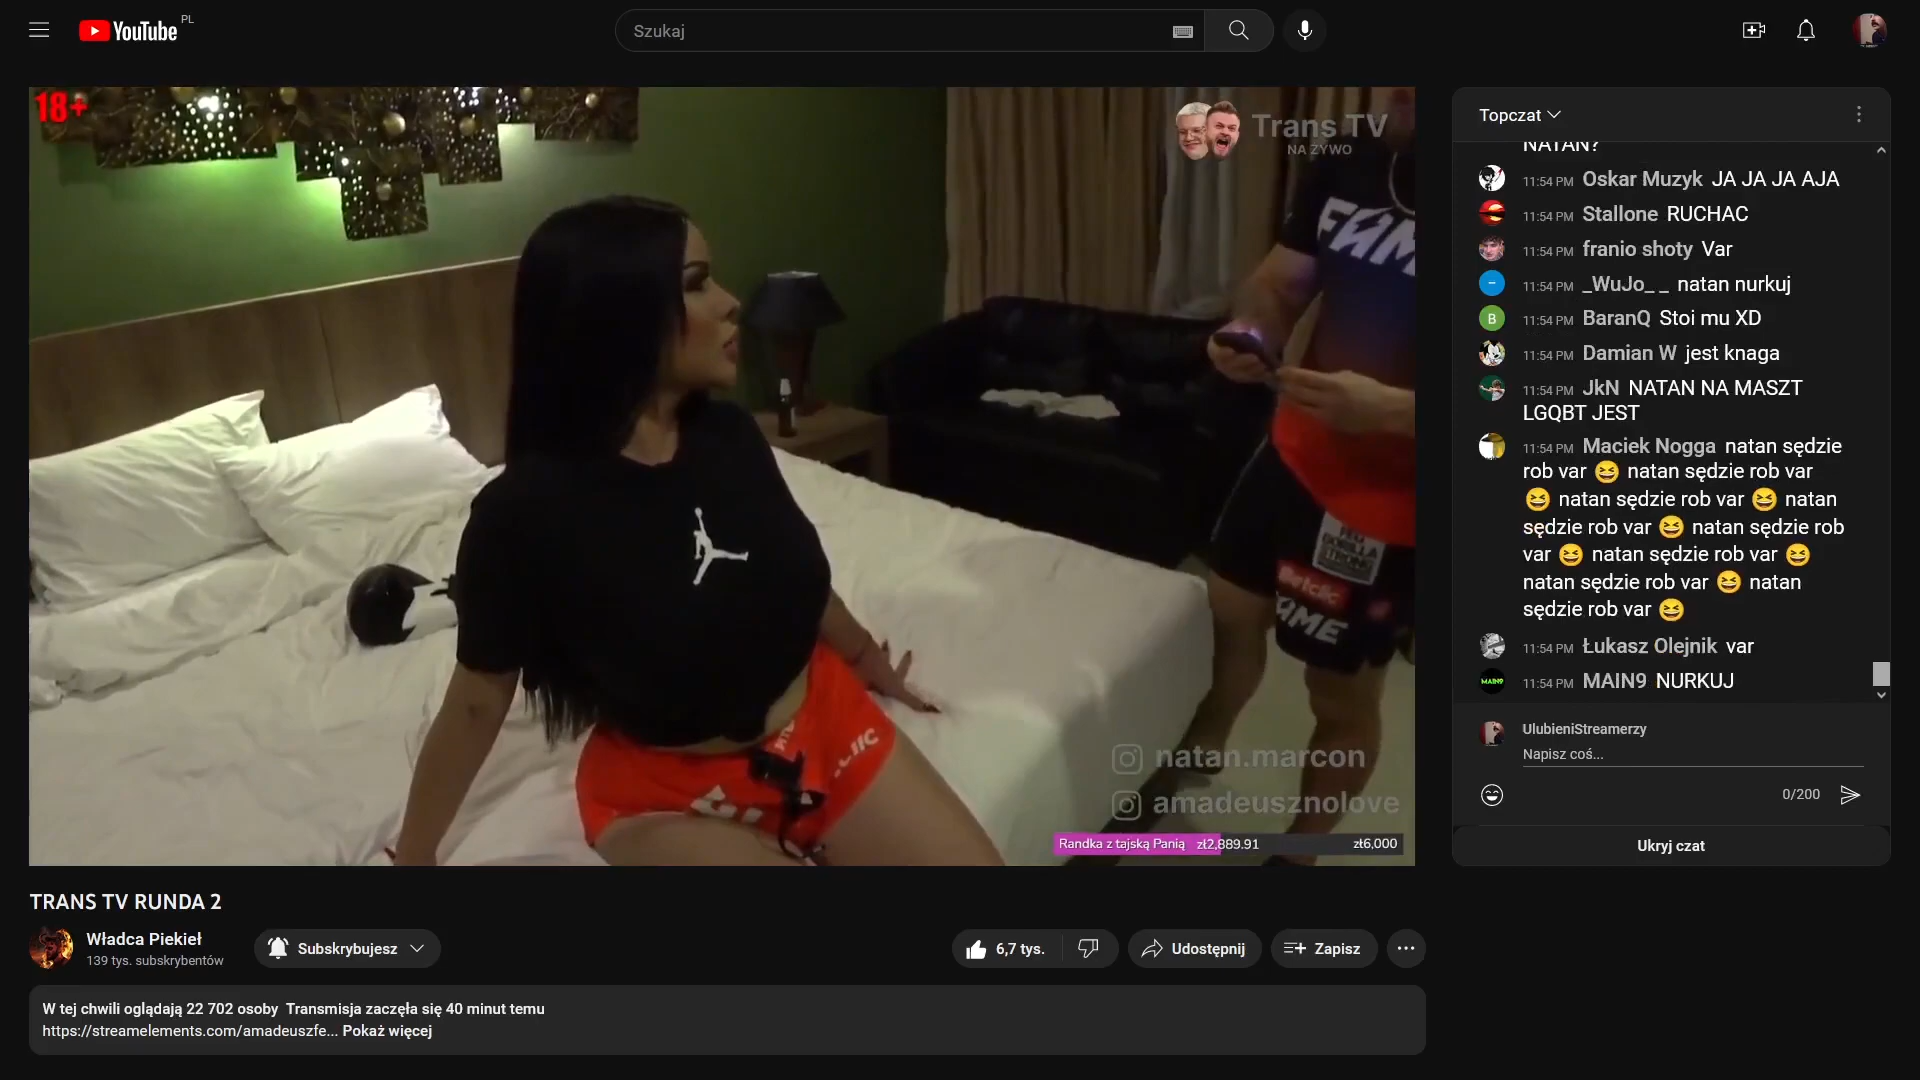 YouTube PL
Szukaj
18+
Trans TV
NA ŻYWO
FAME
Betclic
FAME
natan.marcon
amadeusznolove
Randka z tajską Panią zł2,889.91 zł6,000
TRANS TV RUNDA 2
Władca Piekieł
139 tys. subskrybentów
Subskrybujesz
6,7 tys.
Udostępnij
Zapisz
W tej chwili oglądają 22 702 osoby Transmisja zaczęła się 40 minut temu
https://streamelements.com/amadeuszfe... Pokaż więcej
Topczat
NATAN?
11:54 PM Oskar Muzyk JA JA JA AJA
11:54 PM Stallone RUCHAC
11:54 PM franio shoty Var
11:54 PM _WuJo_ _ natan nurkuj
B 11:54 PM BaranQ Stoi mu XD
11:54 PM Damian W jest knaga
11:54 PM JkN NATAN NA MASZT
LGQBT JEST
11:54 PM Maciek Nogga natan sędzie
rob var 😆 natan sędzie rob var
😆 natan sędzie rob var 😆 natan
sędzie rob var 😆 natan sędzie rob
var 😆 natan sędzie rob var 😆
natan sędzie rob var 😆 natan
sędzie rob var 😆
11:54 PM Łukasz Olejnik var
MAIN9 11:54 PM MAIN9 NURKUJ
UlubieniStreamerzy
Napisz coś...
0/200
Ukryj czat